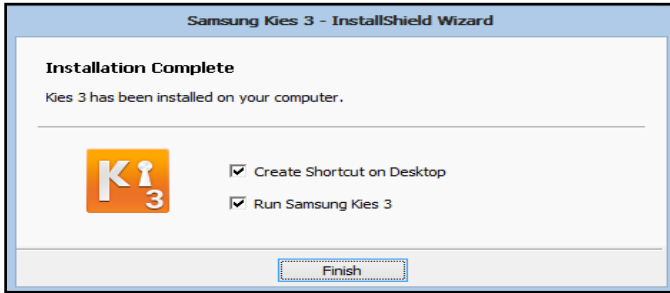 Samsung Kies 3 - InstallShield Wizard
Installation Complete
Kies 3 has been installed on your computer.
Ki
3
Create Shortcut on Desktop
Run Samsung Kies 3
Finish